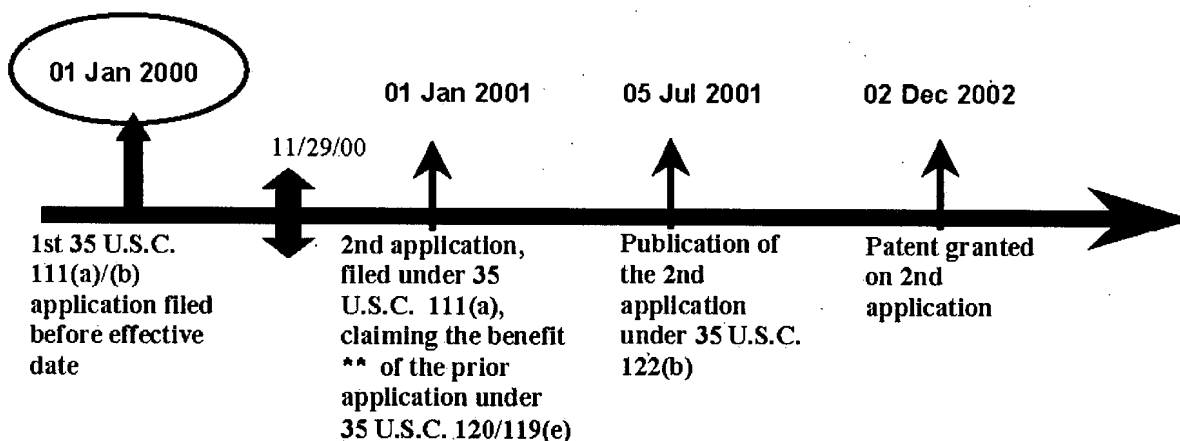 01 Jan 2000
01 Jan 2001
05 Jul 2001
02 Dec 2002
11/29/00
1st 35 U.S.C.
111(a)/(b)
application filed
before effective
date
2nd application,
filed under 35
U.S.C. 111(a),
claiming the benefit
** of the prior
application under
35 U.S.C. 120/119(e)
Publication of
the 2nd
application
under 35 U.S.C.
122(b)
Patent granted
on 2nd
application